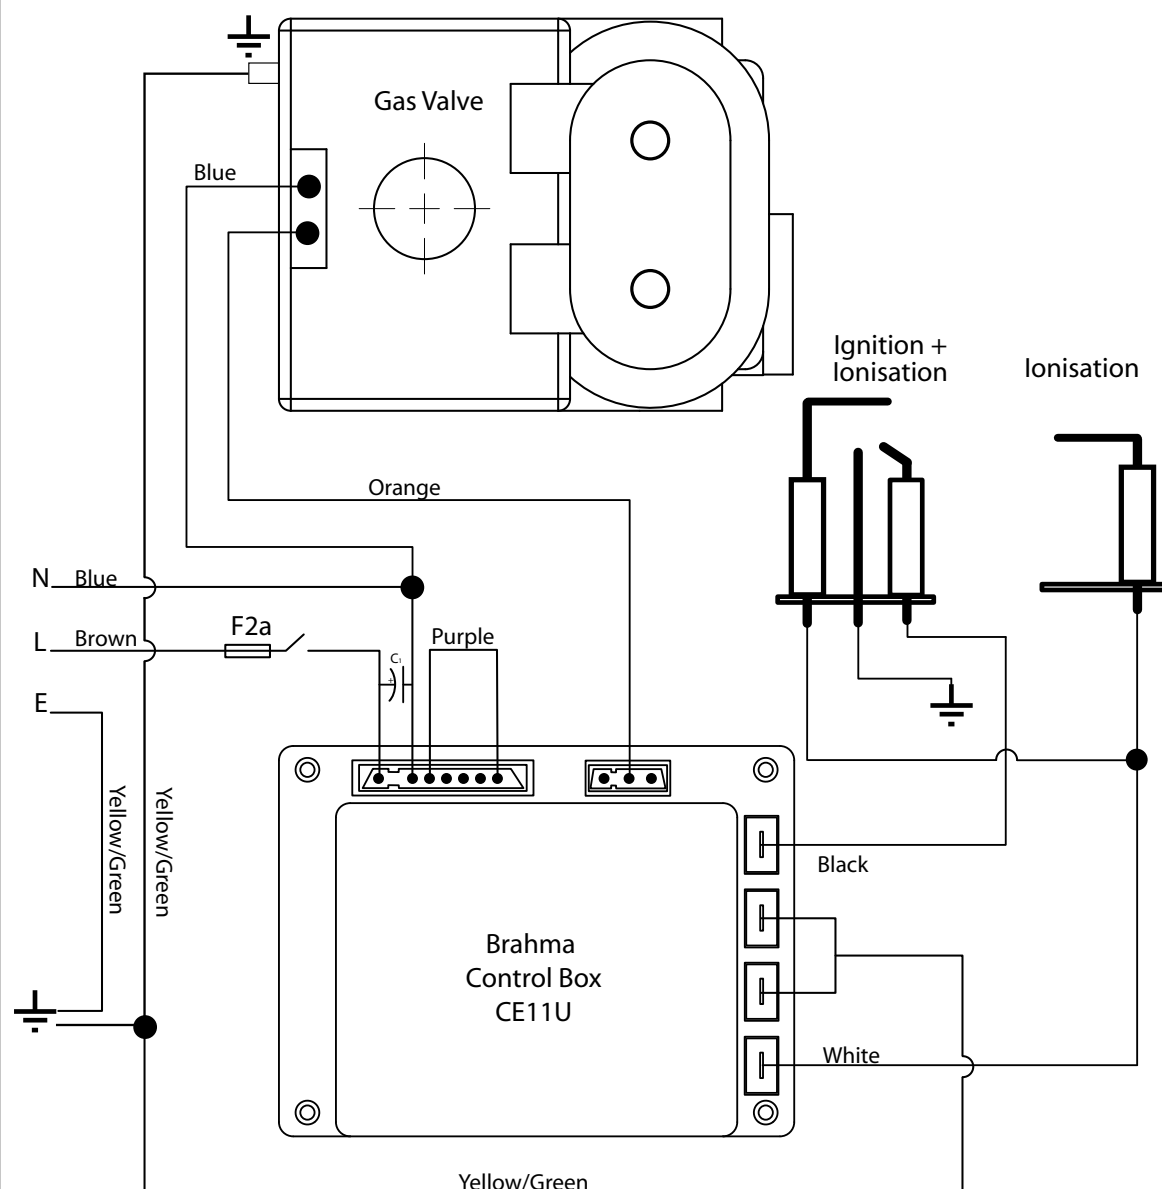 Gas Valve
Blue
Ignition +
Ionisation
Ionisation
Orange
N
Blue
F2a
L
Brown
Purple
C1
+
E
Yellow/Green
Yellow/Green
Black
Brahma
Control Box
CE11U
White
Yellow/Green